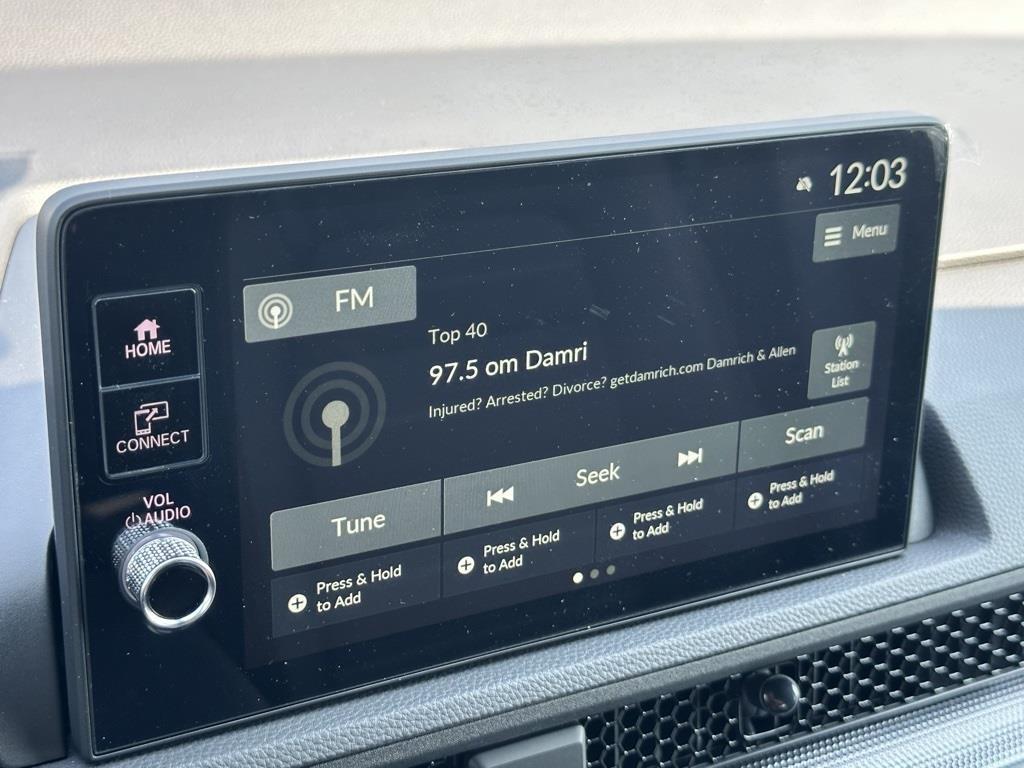 12:03
Menu
FM
HOME
Top 40
97.5 om Damri
Injured? Arrested? Divorce? getdamrich.com Damrich & Allen
Station
List
CONNECT
Scan
Seek
Tune
VOL
AUDIO
Press & Hold
to Add
Press & Hold
to Add
Press & Hold
to Add
Press & Hold
to Add